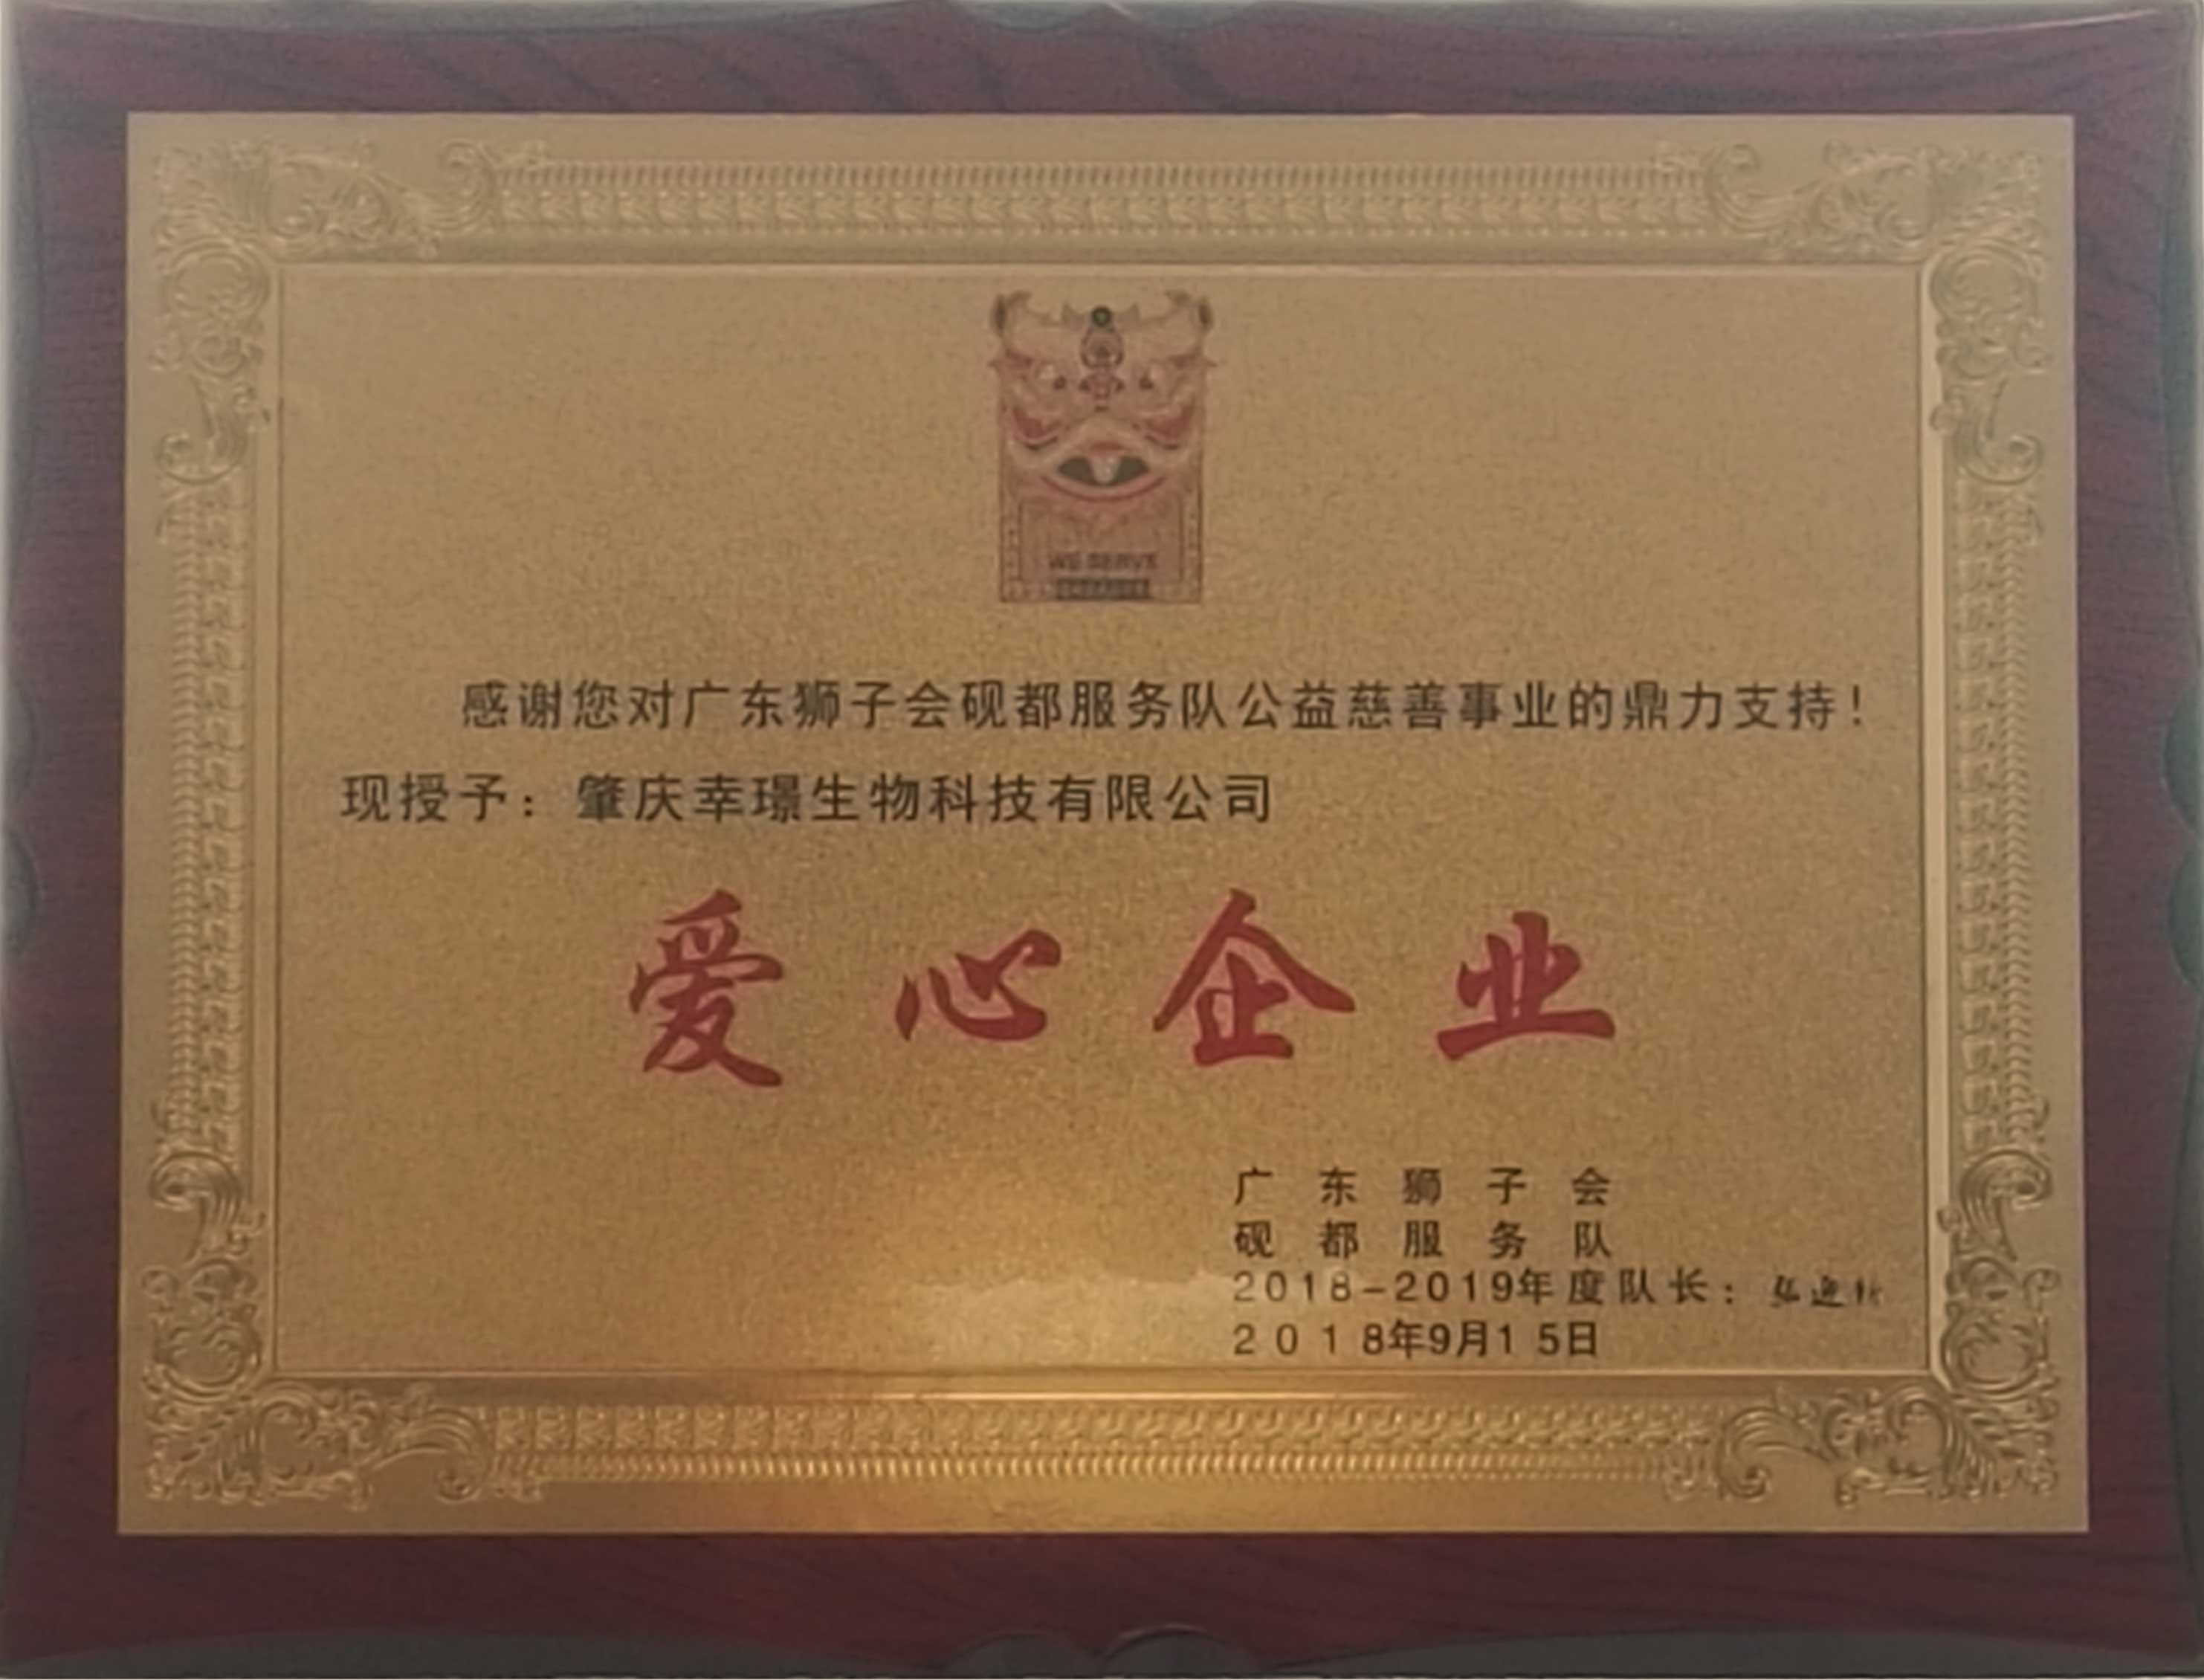 WE SERVE
感谢您对广东狮子会砚都服务队公益慈善事业的鼎力支持！
现授予：肇庆幸璟生物科技有限公司
爱心企业
广东狮子会
砚都服务队
2018-2019年度队长：
2018年9月15日